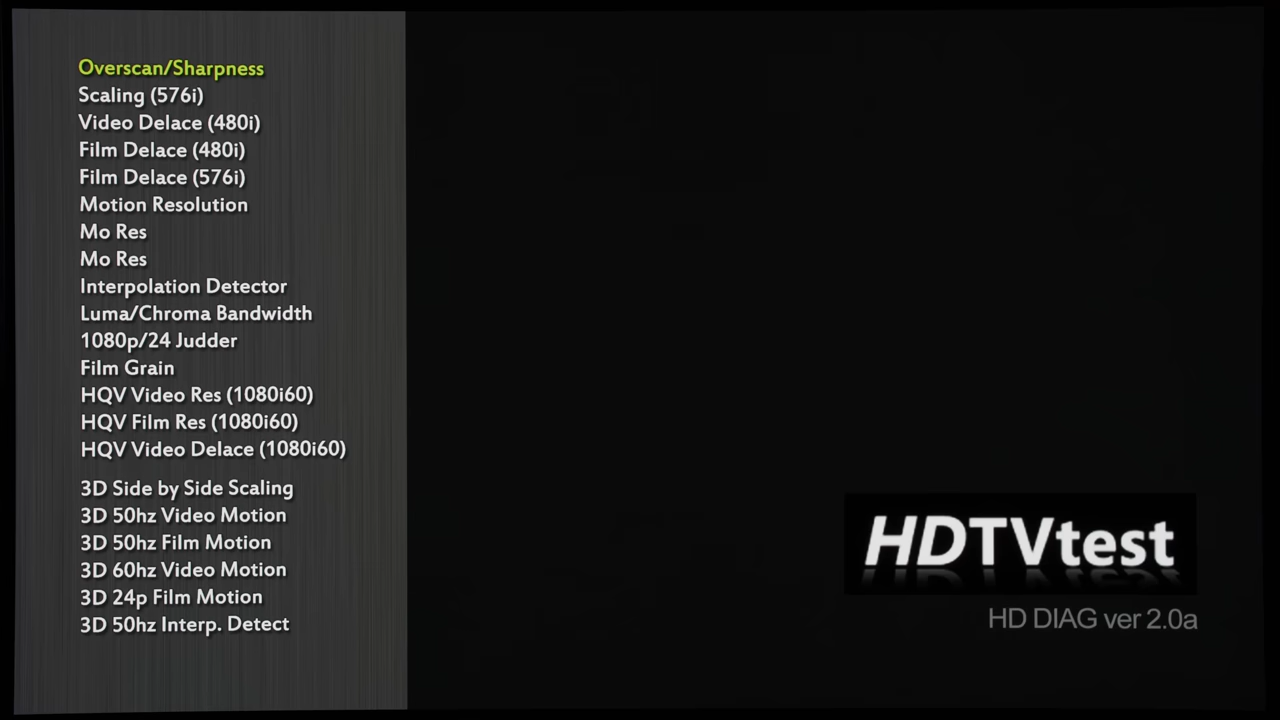 Overscan/Sharpness
Scaling (576i)
Video Delace (480i)
Film Delace (480i)
Film Delace (576i)
Motion Resolution
Mo Res
Mo Res
Interpolation Detector
Luma/Chroma Bandwidth
1080p/24 Judder
Film Grain
HQV Video Res (1080i60)
HQV Film Res (1080i60)
HQV Video Delace (1080i60)
3D Side by Side Scaling
3D 50hz Video Motion
3D 50hz Film Motion
3D 60hz Video Motion
3D 24p Film Motion
3D 50hz Interp. Detect
HDTVtest
HD DIAG ver 2.0a